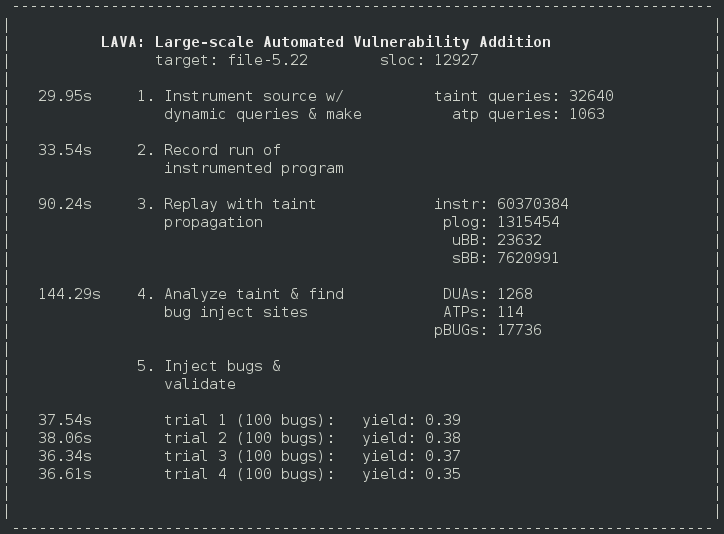 LAVA: Large-scale Automated Vulnerability Addition
target: file-5.22 sloc: 12927
29.95s 1. Instrument source w/ taint queries: 32640
dynamic queries & make atp queries: 1063
33.54s 2. Record run of
instrumented program
90.24s 3. Replay with taint instr: 60370384
propagation plog: 1315454
uBB: 23632
sBB: 7620991
144.29s 4. Analyze taint & find DUAs: 1268
bug inject sites ATPs: 114
pBUGs: 17736
5. Inject bugs &
validate
37.54s trial 1 (100 bugs): yield: 0.39
38.06s trial 2 (100 bugs): yield: 0.38
36.34s trial 3 (100 bugs): yield: 0.37
36.61s trial 4 (100 bugs): yield: 0.35